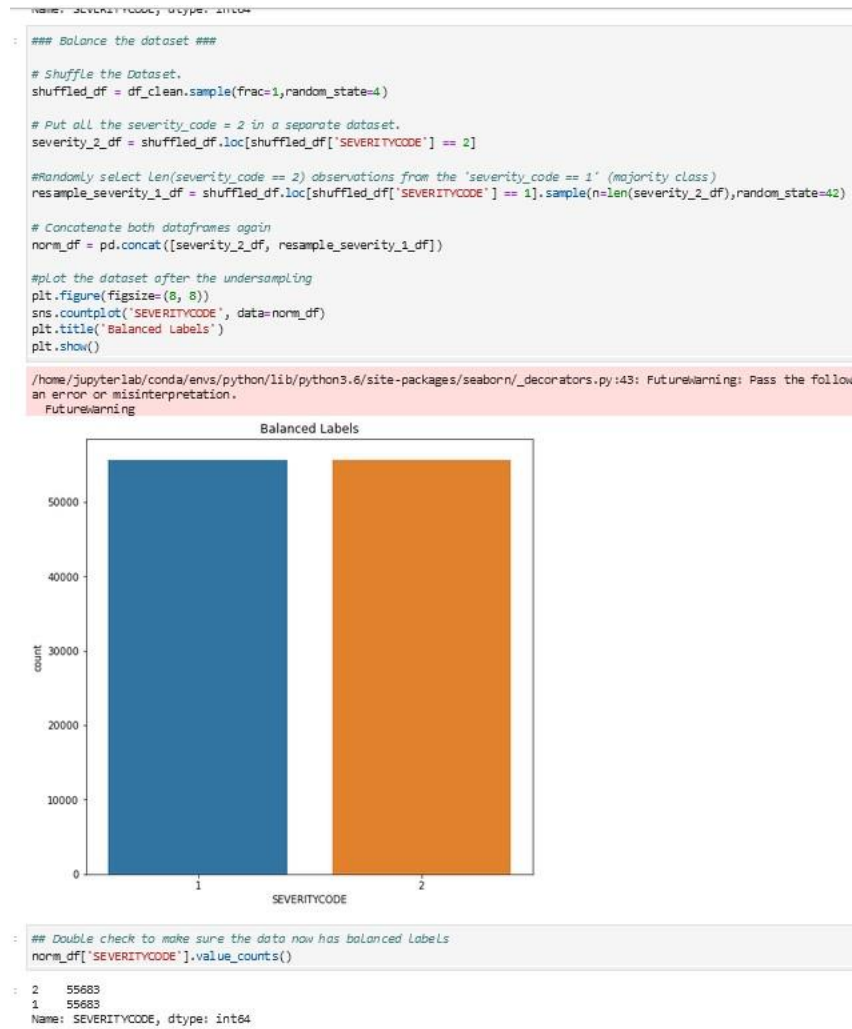 Name: SEVERITYCODE, dtype: int64
: ### Balance the dataset ###
# Shuffle the Dataset.
shuffled_df = df_clean.sample(frac=1,random_state=4)
# Put all the severity_code = 2 in a separate dataset.
severity_2_df = shuffled_df.loc[shuffled_df['SEVERITYCODE'] == 2]
#Randomly select len(severity_code == 2) observations from the 'severity_code == 1' (majority class)
resample_severity_1_df = shuffled_df.loc[shuffled_df['SEVERITYCODE'] == 1].sample(n=len(severity_2_df),random_state=42)
# Concatenate both dataframes again
norm_df = pd.concat([severity_2_df, resample_severity_1_df])
#plot the dataset after the undersampling
plt.figure(figsize=(8, 8))
sns.countplot('SEVERITYCODE', data=norm_df)
plt.title('Balanced Labels')
plt.show()
/home/jupyterlab/conda/envs/python/lib/python3.6/site-packages/seaborn/_decorators.py:43: FutureWarning: Pass the follow
an error or misinterpretation.
FutureWarning
Balanced Labels
50000
40000
30000
20000
10000
0
count
1 2
SEVERITYCODE
: ## Double check to make sure the data now has balanced labels
norm_df['SEVERITYCODE'].value_counts()
: 2 55683
1 55683
Name: SEVERITYCODE, dtype: int64